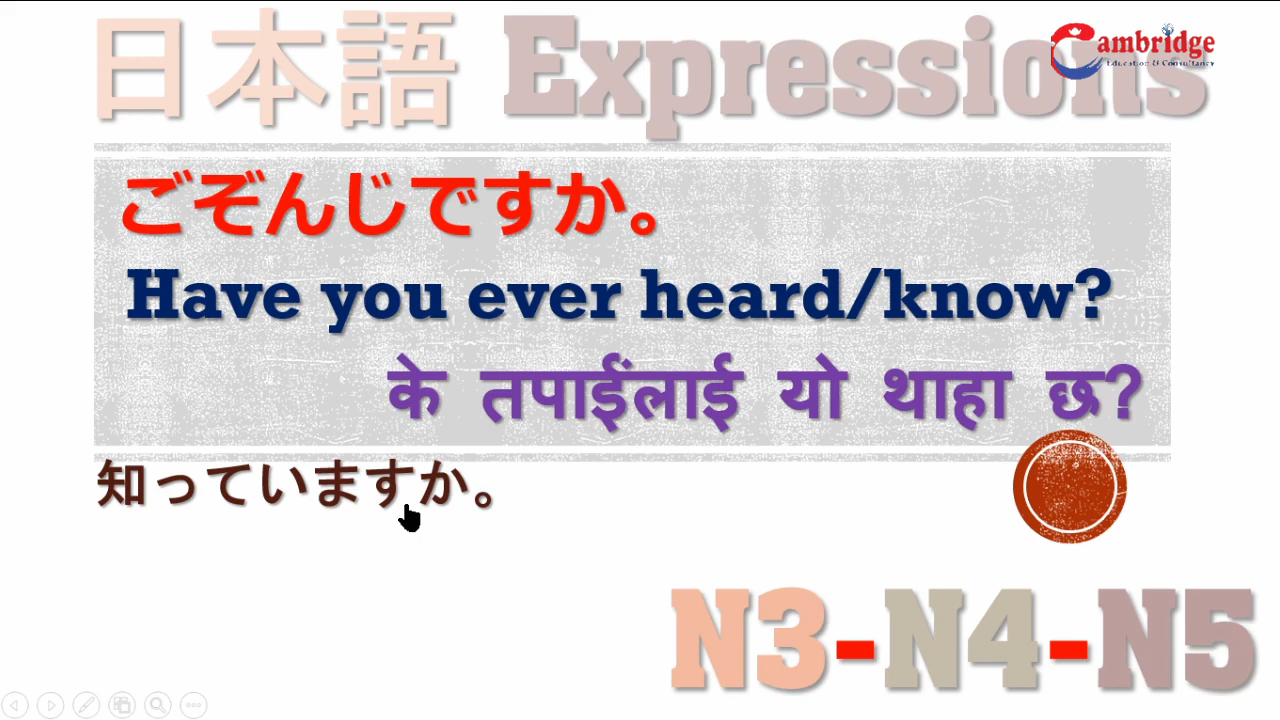 日本語 Expressions
Cambridge
Education & Consultancy
ごぞんじですか。
Have you ever heard/know?
के तपाईंलाई यो थाहा छ?
知っていますか。
N3-N4-N5